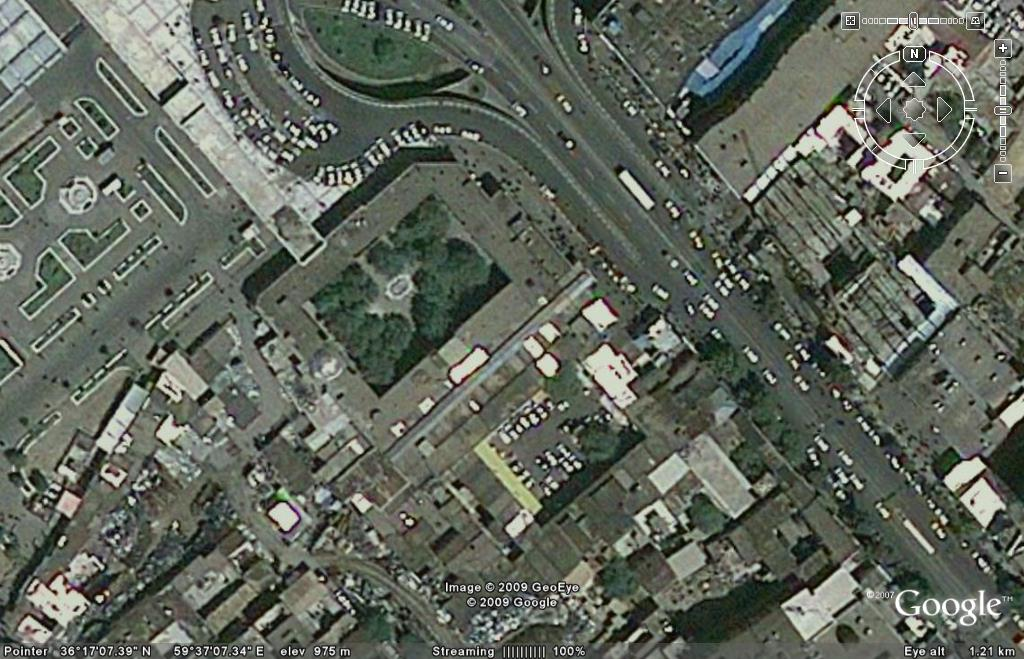 N
Image © 2009 GeoEye
© 2009 Google
©2007 Google™
Pointer 36°17'07.39" N 59°37'07.34" E elev 975 m Streaming |||||||||| 100% Eye alt 1.21 km